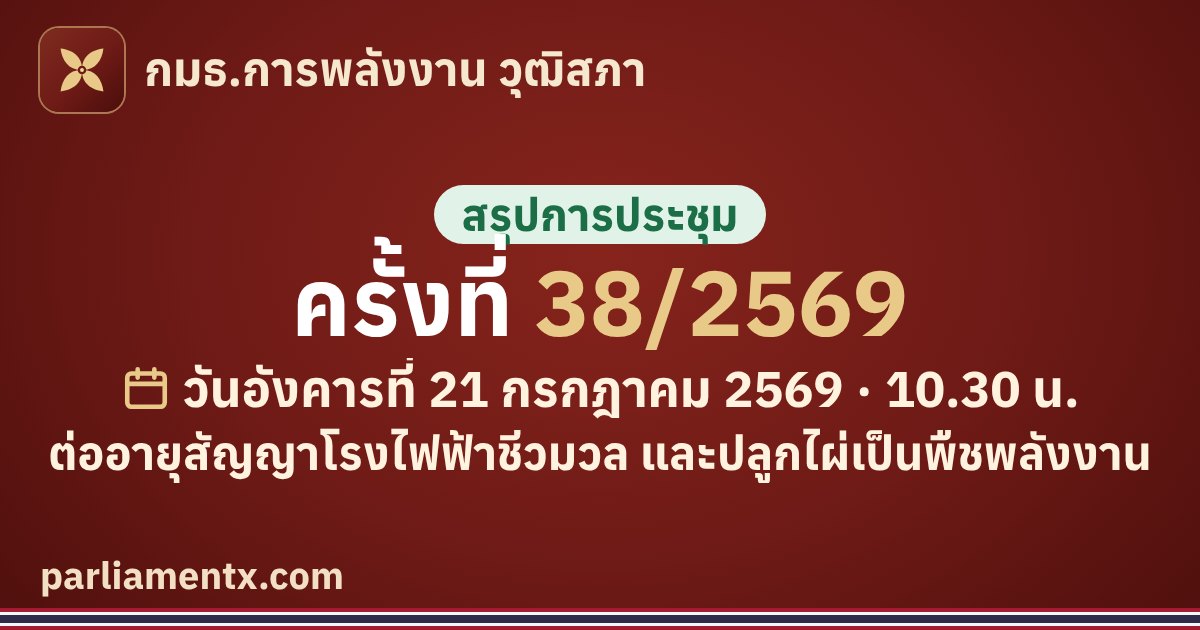 กมธ.การพลังงาน วุฒิสภา
สรุปการประชุม
ครั้งที่ 38/2569
วันอังคารที่ 21 กรกฎาคม 2569 · 10.30 น.
ต่ออายุสัญญาโรงไฟฟ้าชีวมวล และปลูกไผ่เป็นพืชพลังงาน
parliamentx.com